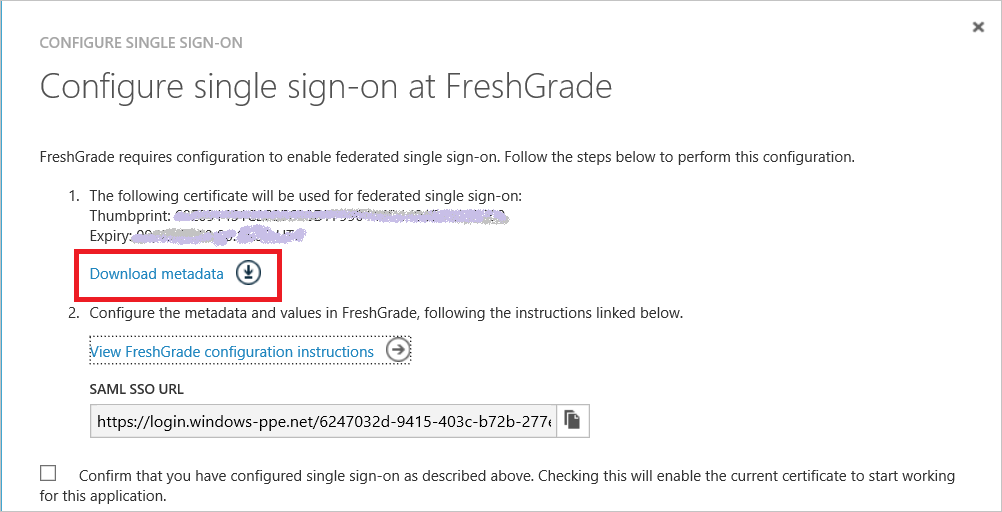 CONFIGURE SINGLE SIGN-ON
Configure single sign-on at FreshGrade
FreshGrade requires configuration to enable federated single sign-on. Follow the steps below to perform this configuration.
1. The following certificate will be used for federated single sign-on:
Thumbprint:
Expiry:
Download metadata
2. Configure the metadata and values in FreshGrade, following the instructions linked below.
View FreshGrade configuration instructions
SAML SSO URL
https://login.windows-ppe.net/6247032d-9415-403c-b72b-277e
Confirm that you have configured single sign-on as described above. Checking this will enable the current certificate to start working
for this application.